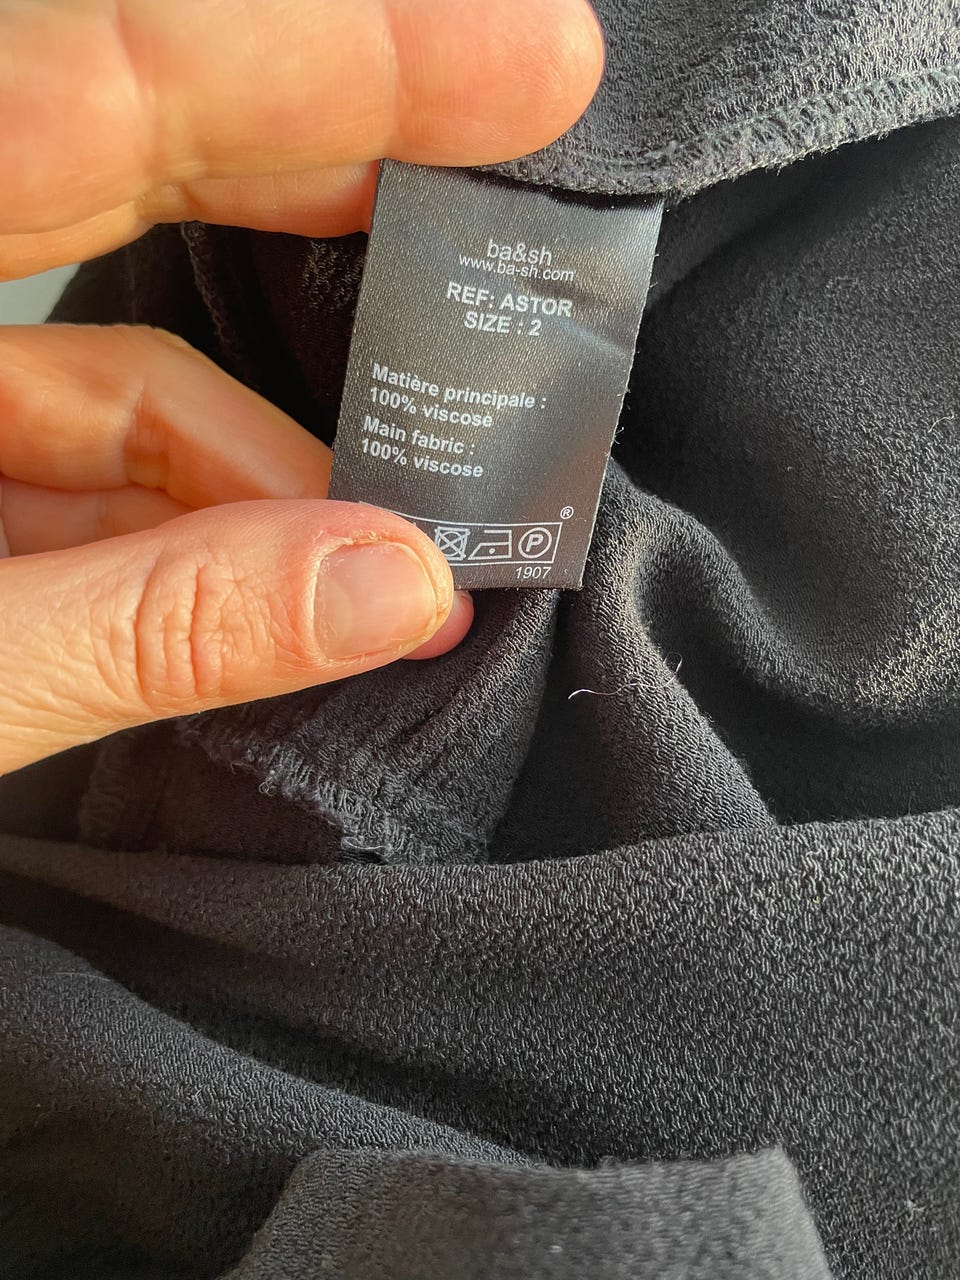 ba&sh
www.ba-sh.com
REF: ASTOR
SIZE : 2
Matière principale :
100% viscose
Main fabric :
100% viscose
®
P
1907